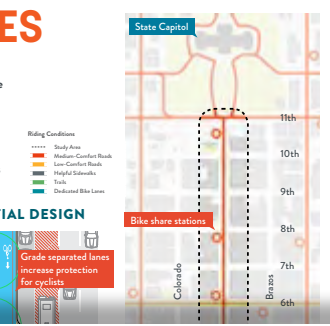 ES
e
Riding Conditions
Study Area
Medium-Comfort Roads
Low-Comfort Roads
Helpful Sidewalks
Trails
Dedicated Bike Lanes
IAL DESIGN
Grade separated lanes
increase protection
for cyclists
State Capitol
11th
10th
9th
8th
Bike share stations
7th
6th
Colorado
Brazos